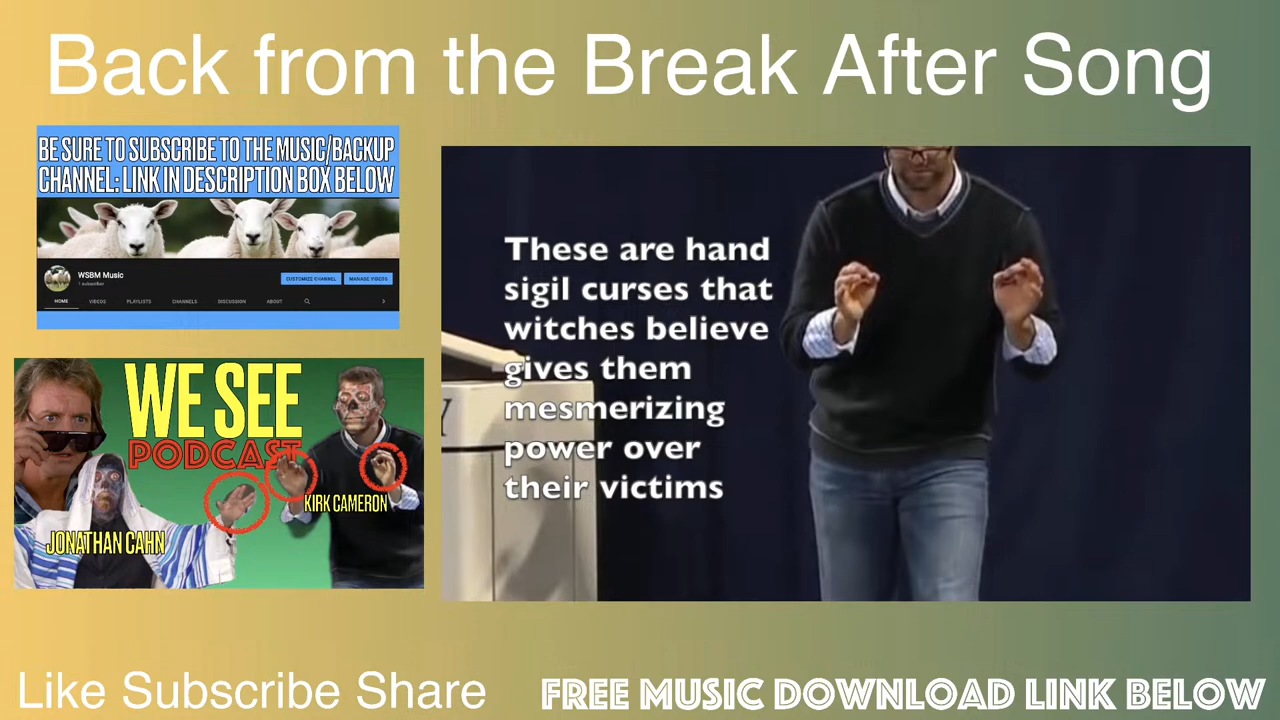 Back from the Break After Song
BE SURE TO SUBSCRIBE TO THE MUSIC/BACKUP
CHANNEL: LINK IN DESCRIPTION BOX BELOW
WSBM Music
1 subscriber
CUSTOMIZE CHANNEL MANAGE VIDEOS
HOME VIDEOS PLAYLISTS CHANNELS DISCUSSION ABOUT
WE SEE
PODCAST
KIRK CAMERON
JONATHAN CAHN
These are hand
sigil curses that
witches believe
gives them
mesmerizing
power over
their victims
Like Subscribe Share
FREE MUSIC DOWNLOAD LINK BELOW